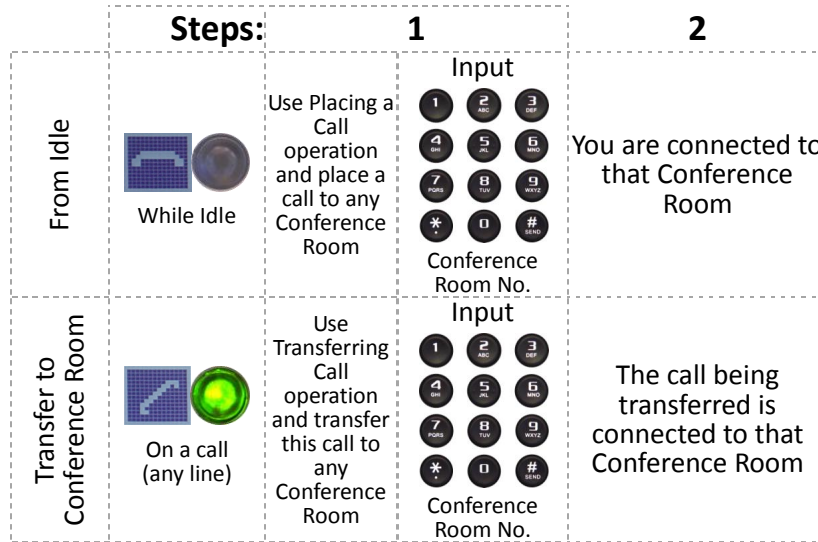 Steps:
1
2
From Idle
While Idle
Use Placing a
Call
operation
and place a
call to any
Conference
Room
Input
1 2 3
ABC DEF
4 5 6
GHI JKL MNO
7 8 9
PQRS TUV WXYZ
* 0 #
SEND
Conference
Room No.
You are connected to
that Conference
Room
Transfer to
Conference Room
On a call
(any line)
Use
Transferring
Call
operation
and transfer
this call to
any
Conference
Room
Input
1 2 3
ABC DEF
4 5 6
GHI JKL MNO
7 8 9
PQRS TUV WXYZ
* 0 #
SEND
Conference
Room No.
The call being
transferred is
connected to that
Conference Room